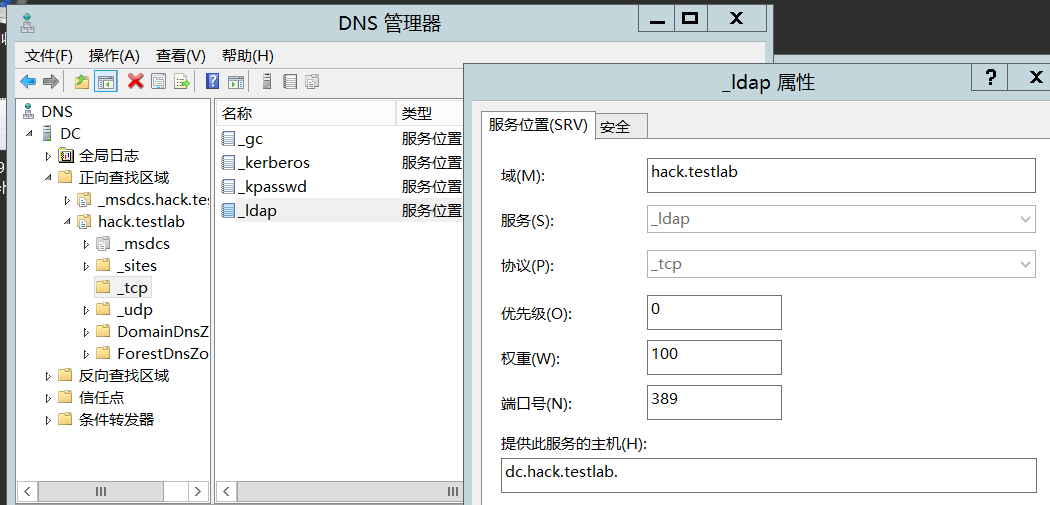 DNS 管理器
文件(F) 操作(A) 查看(V) 帮助(H)
DNS
DC
全局日志
正向查找区域
_msdcs.hack.tes
hack.testlab
_msdcs
_sites
_tcp
_udp
DomainDnsZ
ForestDnsZo
反向查找区域
信任点
条件转发器
名称 类型
_gc 服务位置
_kerberos 服务位置
_kpasswd 服务位置
_ldap 服务位置
_ldap 属性
服务位置(SRV) 安全
域(M): hack.testlab
服务(S): _ldap
协议(P): _tcp
优先级(O): 0
权重(W): 100
端口号(N): 389
提供此服务的主机(H):
dc.hack.testlab.